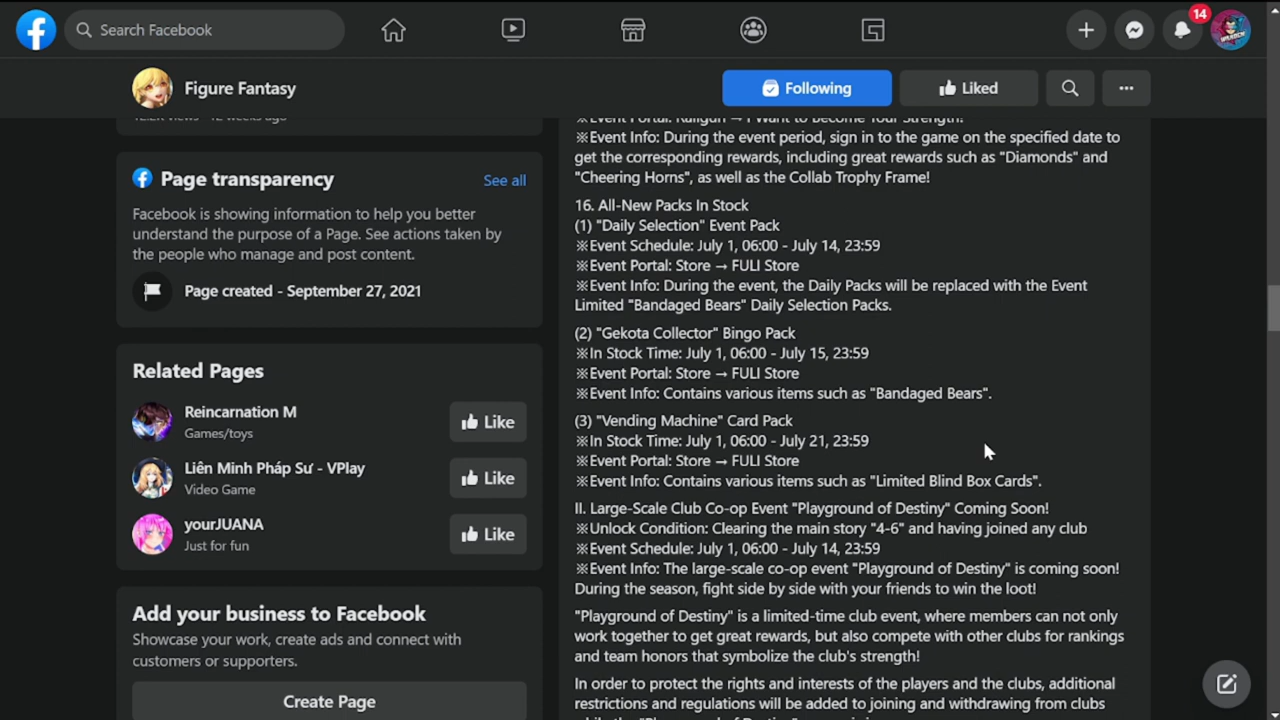 Search Facebook
14
Figure Fantasy
Following
Liked
Page transparency
See all
Facebook is showing information to help you better
understand the purpose of a Page. See actions taken by
the people who manage and post content.
Page created - September 27, 2021
Related Pages
Reincarnation M
Games/toys
Like
Liên Minh Pháp Sư - VPlay
Video Game
Like
yourJUANA
Just for fun
Like
Add your business to Facebook
Showcase your work, create ads and connect with
customers or supporters.
Create Page
※Event Portal: Railgun → I Want to Become Your Strength!
※Event Info: During the event period, sign in to the game on the specified date to
get the corresponding rewards, including great rewards such as "Diamonds" and
"Cheering Horns", as well as the Collab Trophy Frame!
16. All-New Packs In Stock
(1) "Daily Selection" Event Pack
※Event Schedule: July 1, 06:00 - July 14, 23:59
※Event Portal: Store → FULI Store
※Event Info: During the event, the Daily Packs will be replaced with the Event
Limited "Bandaged Bears" Daily Selection Packs.
(2) "Gekota Collector" Bingo Pack
※In Stock Time: July 1, 06:00 - July 15, 23:59
※Event Portal: Store → FULI Store
※Event Info: Contains various items such as "Bandaged Bears".
(3) "Vending Machine" Card Pack
※In Stock Time: July 1, 06:00 - July 21, 23:59
※Event Portal: Store → FULI Store
※Event Info: Contains various items such as "Limited Blind Box Cards".
II. Large-Scale Club Co-op Event "Playground of Destiny" Coming Soon!
※Unlock Condition: Clearing the main story "4-6" and having joined any club
※Event Schedule: July 1, 06:00 - July 14, 23:59
※Event Info: The large-scale co-op event "Playground of Destiny" is coming soon!
During the season, fight side by side with your friends to win the loot!
"Playground of Destiny" is a limited-time club event, where members can not only
work together to get great rewards, but also compete with other clubs for rankings
and team honors that symbolize the club's strength!
In order to protect the rights and interests of the players and the clubs, additional
restrictions and regulations will be added to joining and withdrawing from clubs